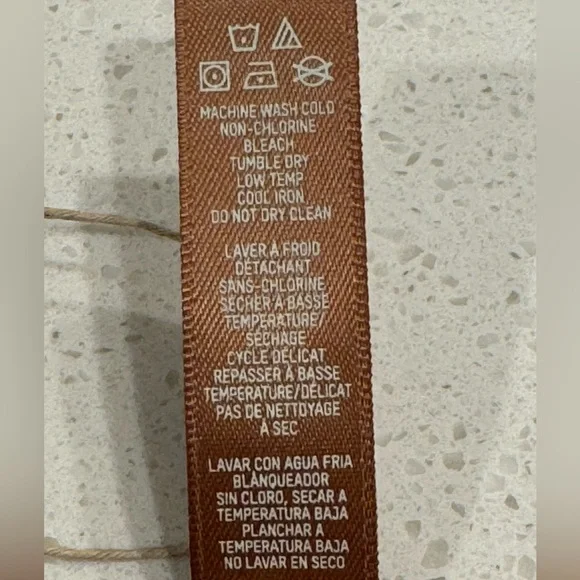 MACHINE WASH COLD
NON-CHLORINE
BLEACH
TUMBLE DRY
LOW TEMP
COOL IRON
DO NOT DRY CLEAN
LAVER À FROID
DÉTACHANT
SANS-CHLORINE
SÉCHER À BASSE
TEMPERATURE/
SÉCHAGE
CYCLE DÉLICAT
REPASSER À BASSE
TEMPÉRATURE/DÉLICAT
PAS DE NETTOYAGE
À SEC
LAVAR CON AGUA FRIA
BLANQUEADOR
SIN CLORO, SECAR A
TEMPERATURA BAJA
PLANCHAR A
TEMPERATURA BAJA
NO LAVAR EN SECO